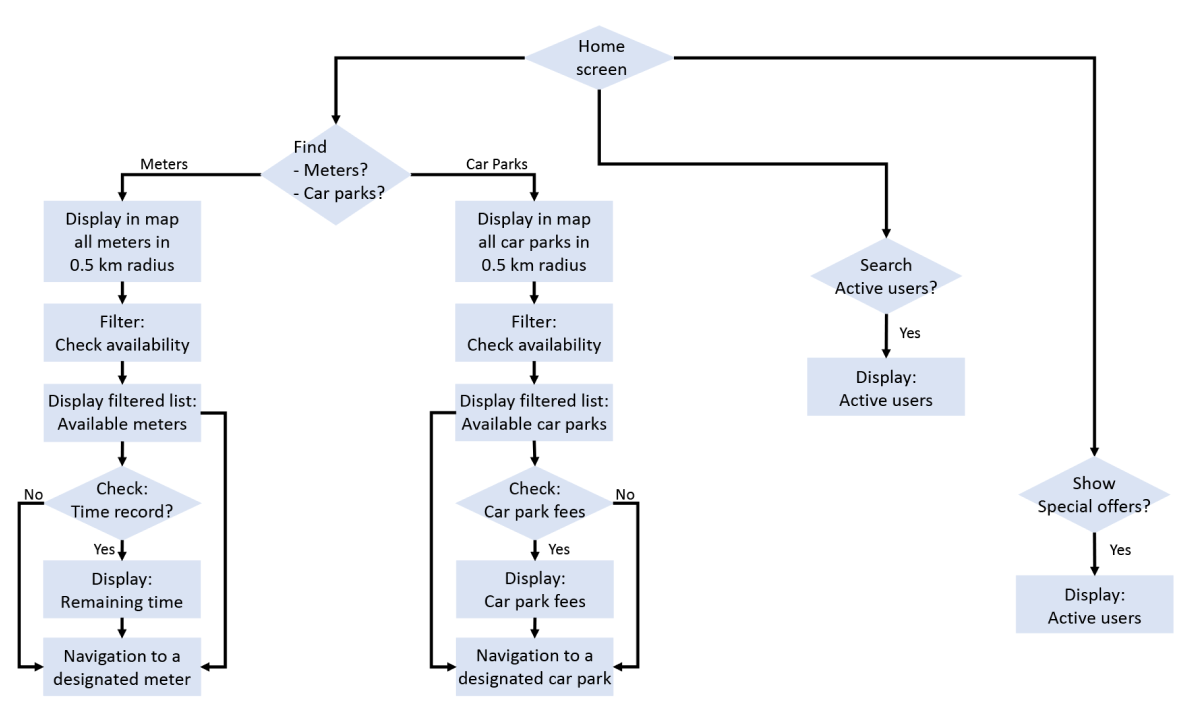 Home
screen
Find
- Meters?
- Car parks?
Meters
Car Parks
Display in map
all meters in
0.5 km radius
Filter:
Check availability
Display filtered list:
Available meters
Check:
Time record?
No
Yes
Display:
Remaining time
Navigation to a
designated meter
Display in map
all car parks in
0.5 km radius
Filter:
Check availability
Display filtered list:
Available car parks
Check:
Car park fees
No
Yes
Display:
Car park fees
Navigation to a
designated car park
Search
Active users?
Yes
Display:
Active users
Show
Special offers?
Yes
Display:
Active users